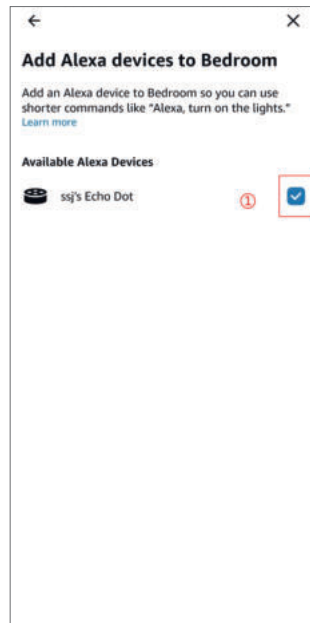 Add Alexa devices to Bedroom
Add an Alexa device to Bedroom so you can use
shorter commands like "Alexa, turn on the lights."
Learn more
Available Alexa Devices
ssj's Echo Dot ①